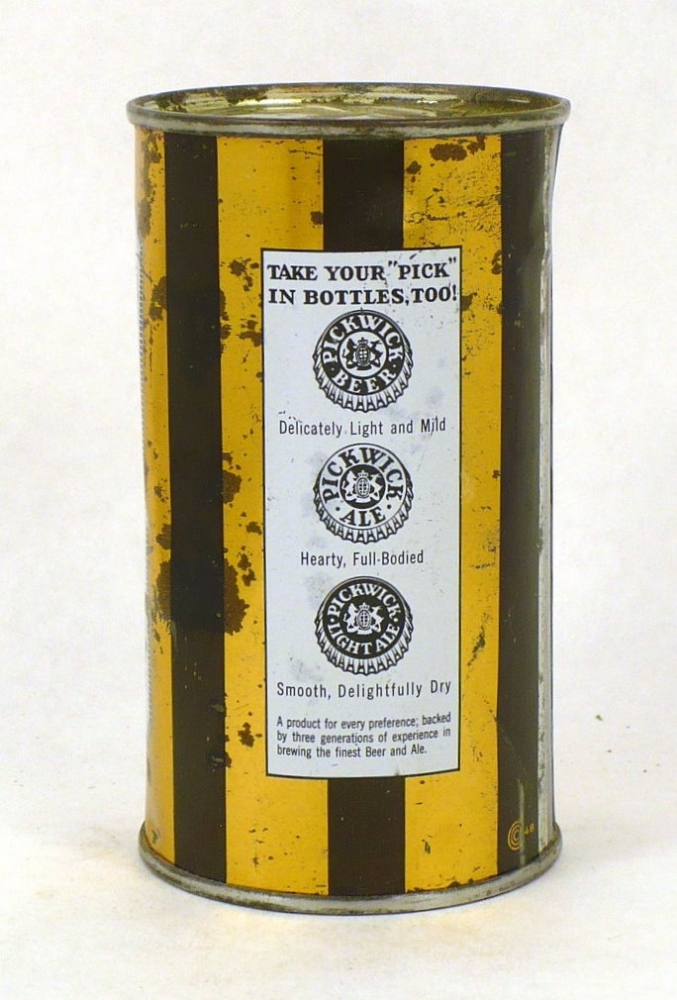 TAKE YOUR "PICK"
IN BOTTLES, TOO!
PICKWICK
· BEER ·
Delicately Light and Mild
PICKWICK
· ALE ·
Hearty, Full-Bodied
PICKWICK
· LIGHT ALE ·
Smooth, Delightfully Dry
A product for every preference; backed
by three generations of experience in
brewing the finest Beer and Ale.